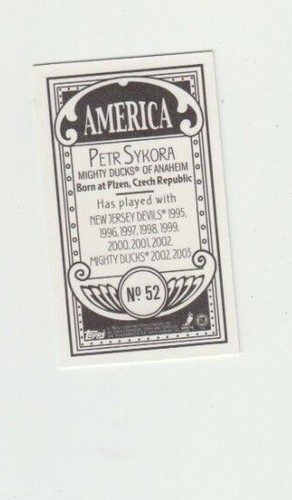 AMERICA
PETR SYKORA
MIGHTY DUCKS® OF ANAHEIM
Born at Plzen, Czech Republic
Has played with
NEW JERSEY DEVILS® 1995,
1996, 1997, 1998, 1999,
2000, 2001, 2002.
MIGHTY DUCKS® 2002, 2003
Nº 52
Topps